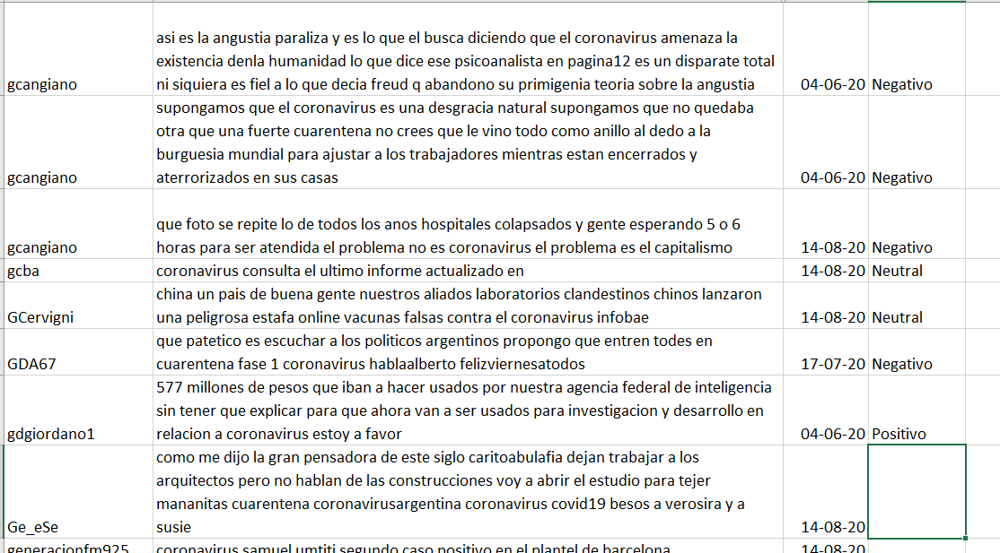 asi es la angustia paraliza y es lo que el busca diciendo que el coronavirus amenaza la
existencia denla humanidad lo que dice ese psicoanalista en pagina12 es un disparate total
gcangiano ni siquiera es fiel a lo que decia freud q abandono su primigenia teoria sobre la angustia 04-06-20 Negativo
supongamos que el coronavirus es una desgracia natural supongamos que no quedaba
otra que una fuerte cuarentena no crees que le vino todo como anillo al dedo a la
burguesia mundial para ajustar a los trabajadores mientras estan encerrados y
gcangiano aterrorizados en sus casas 04-06-20 Negativo
que foto se repite lo de todos los anos hospitales colapsados y gente esperando 5 o 6
gcangiano horas para ser atendida el problema no es coronavirus el problema es el capitalismo 14-08-20 Negativo
gcba coronavirus consulta el ultimo informe actualizado en 14-08-20 Neutral
china un pais de buena gente nuestros aliados laboratorios clandestinos chinos lanzaron
GCervigni una peligrosa estafa online vacunas falsas contra el coronavirus infobae 14-08-20 Neutral
que patetico es escuchar a los politicos argentinos propongo que entren todes en
GDA67 cuarentena fase 1 coronavirus hablaalberto felizviernesatodos 17-07-20 Negativo
577 millones de pesos que iban a hacer usados por nuestra agencia federal de inteligencia
sin tener que explicar para que ahora van a ser usados para investigacion y desarrollo en
gdgiordano1 relacion a coronavirus estoy a favor 04-06-20 Positivo
como me dijo la gran pensadora de este siglo caritoabulafia dejan trabajar a los
arquitectos pero no hablan de las construcciones voy a abrir el estudio para tejer
mananitas cuarentena coronavirusargentina coronavirus covid19 besos a verosira y a
Ge_eSe susie 14-08-20
generacionfm925 coronavirus samuel umtiti segundo caso positivo en el plantel de barcelona 14-08-20